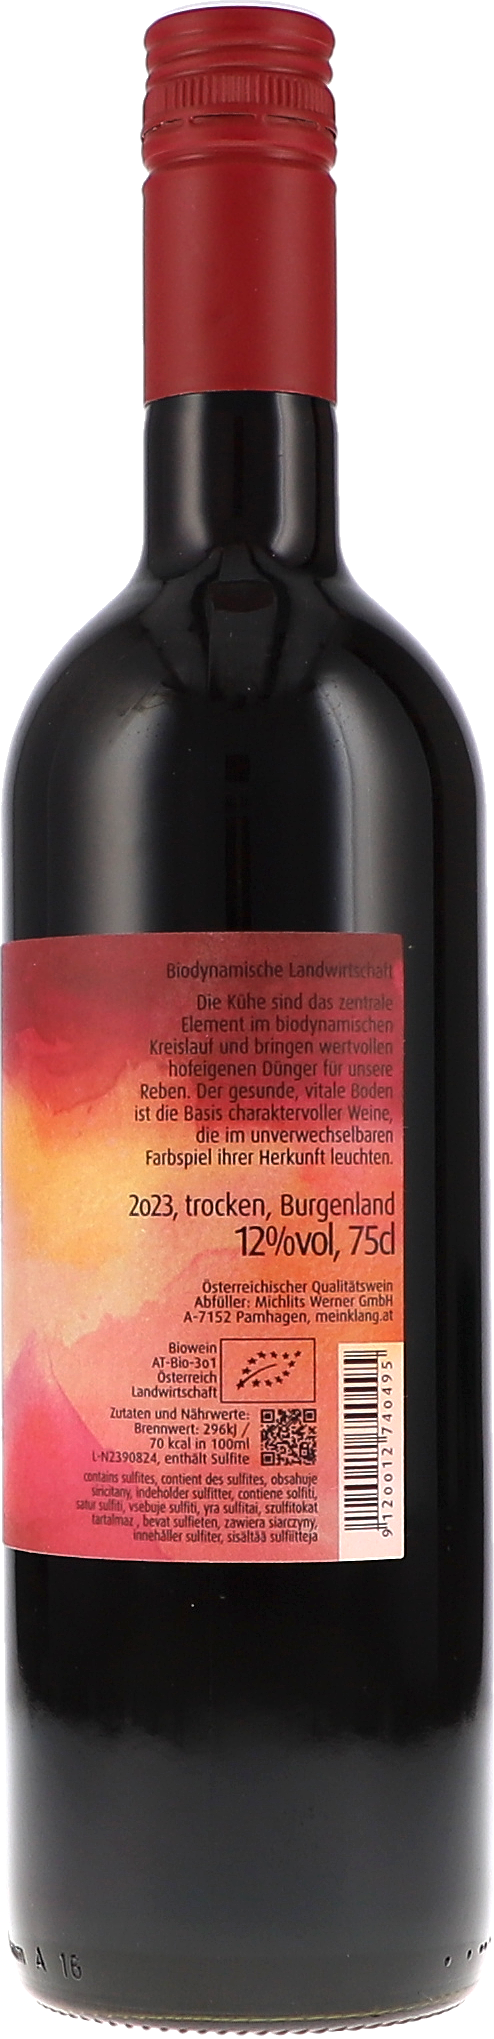 Biodynamische Landwirtschaft
Die Kühe sind das zentrale
Element im biodynamischen
Kreislauf und bringen wertvollen
hofeigenen Dünger für unsere
Reben. Der gesunde, vitale Boden
ist die Basis charaktervoller Weine,
die im unverwechselbaren
Farbspiel ihrer Herkunft leuchten.
2023, trocken, Burgenland
12%vol, 75cl
Österreichischer Qualitätswein
Abfüller: Michlits Werner GmbH
A-7152 Pamhagen, meinklang.at
Biowein
AT-Bio-301
Österreich
Landwirtschaft
Zutaten und Nährwerte:
Brennwert: 296kJ /
70 kcal in 100ml
L-N2390824, enthält Sulfite
contains sulfites, contient des sulfites, obsahuje
siricitany, indeholder sulfitter, contiene solfiti,
satur sulfiti, vsebuje sulfiti, yra sulfitai, szulfitokat
tartalmaz , bevat sulfieten, zawiera siarczyny,
innehåller sulfiter, sisältää sulfiitteja
9120012740495
A 16